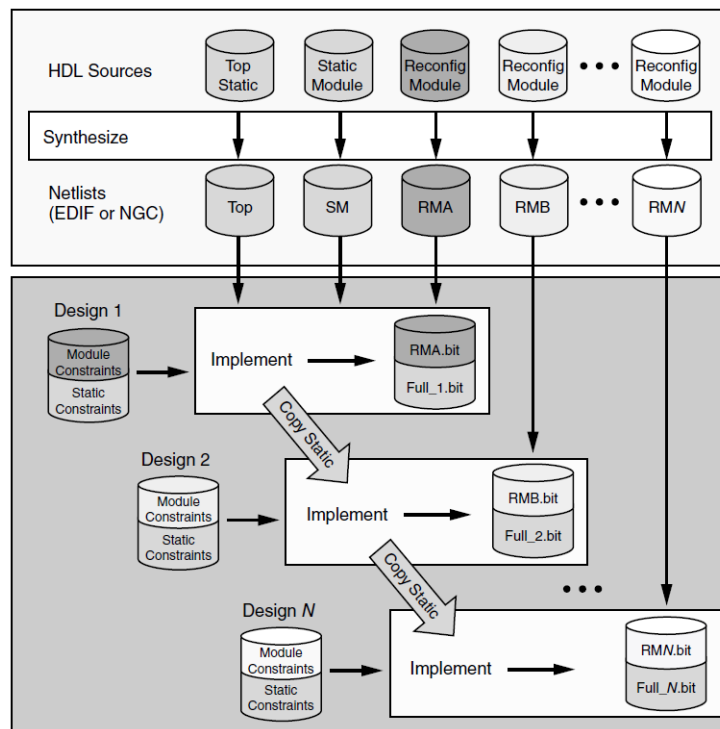 HDL Sources
Top
Static
Static
Module
Reconfig
Module
Reconfig
Module
Reconfig
Module
Synthesize
Netlists
(EDIF or NGC)
Top
SM
RMA
RMB
RMN
Design 1
Module
Constraints
Static
Constraints
Implement
RMA.bit
Full_1.bit
Copy Static
Design 2
Module
Constraints
Static
Constraints
Implement
RMB.bit
Full_2.bit
Copy Static
Design N
Module
Constraints
Static
Constraints
Implement
RMN.bit
Full_N.bit